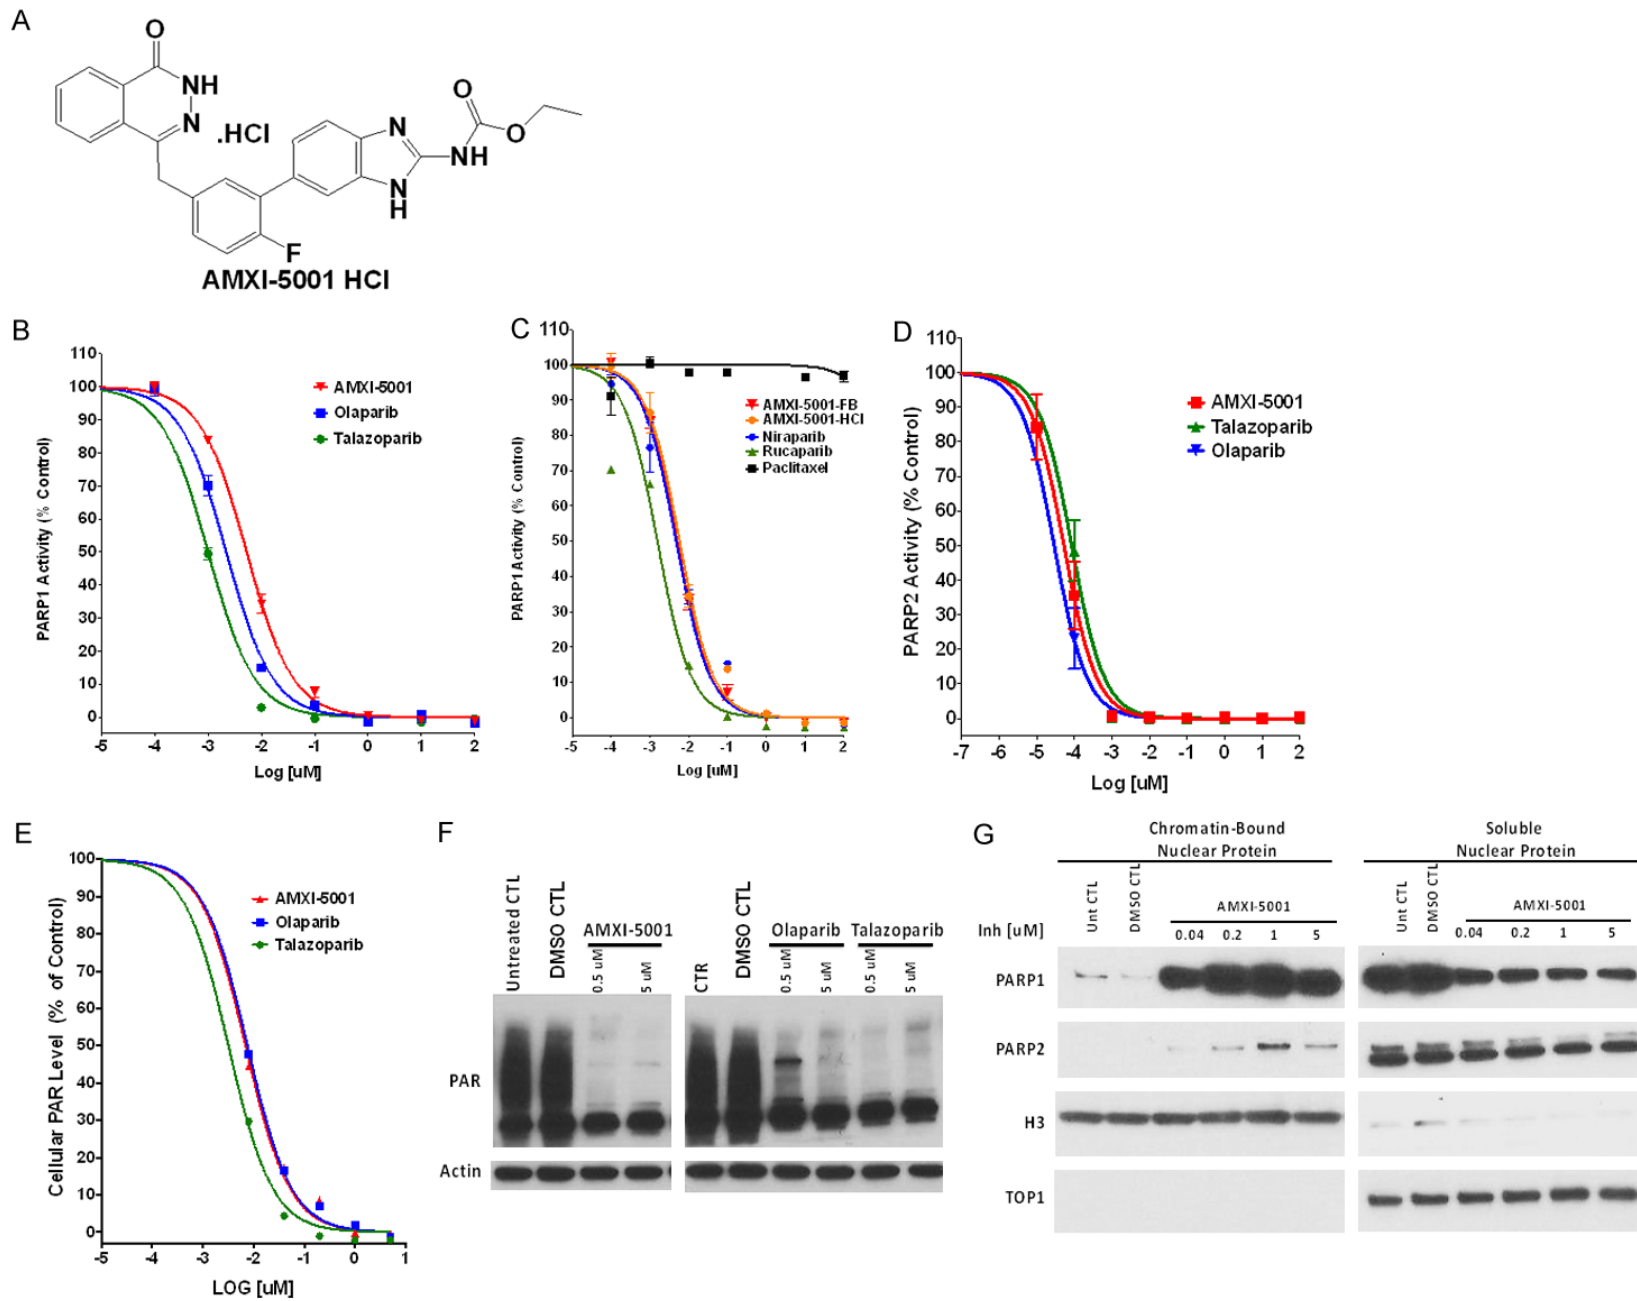 A
O
NH
N
.HCl
N
N
H
NH
O
O
F
AMXI-5001 HCl
B
PARP1 Activity (% Control)
110
100
90
80
70
60
50
40
30
20
10
0
-5 -4 -3 -2 -1 0 1 2
Log [uM]
AMXI-5001
Olaparib
Talazoparib
C
PARP1 Activity (% Control)
110
100
90
80
70
60
50
40
30
20
10
0
-5 -4 -3 -2 -1 0 1 2
Log [uM]
AMXI-5001-FB
AMXI-5001-HCl
Niraparib
Rucaparib
Paclitaxel
D
PARP2 Activity (% Control)
110
100
90
80
70
60
50
40
30
20
10
0
-7 -6 -5 -4 -3 -2 -1 0 1 2
Log [uM]
AMXI-5001
Talazoparib
Olaparib
E
Cellular PAR Level (% of Control)
100
90
80
70
60
50
40
30
20
10
0
-5 -4 -3 -2 -1 0 1
LOG [uM]
AMXI-5001
Olaparib
Talazoparib
F
Untreated CTL
DMSO CTL
AMXI-5001
0.5 uM
5 uM
CTR
DMSO CTL
Olaparib
0.5 uM
5 uM
Talazoparib
0.5 uM
5 uM
PAR
Actin
G
Chromatin-Bound
Nuclear Protein
Soluble
Nuclear Protein
Unt CTL
DMSO CTL
AMXI-5001
Unt CTL
DMSO CTL
AMXI-5001
Inh [uM]
0.04 0.2 1 5
0.04 0.2 1 5
PARP1
PARP2
H3
TOP1